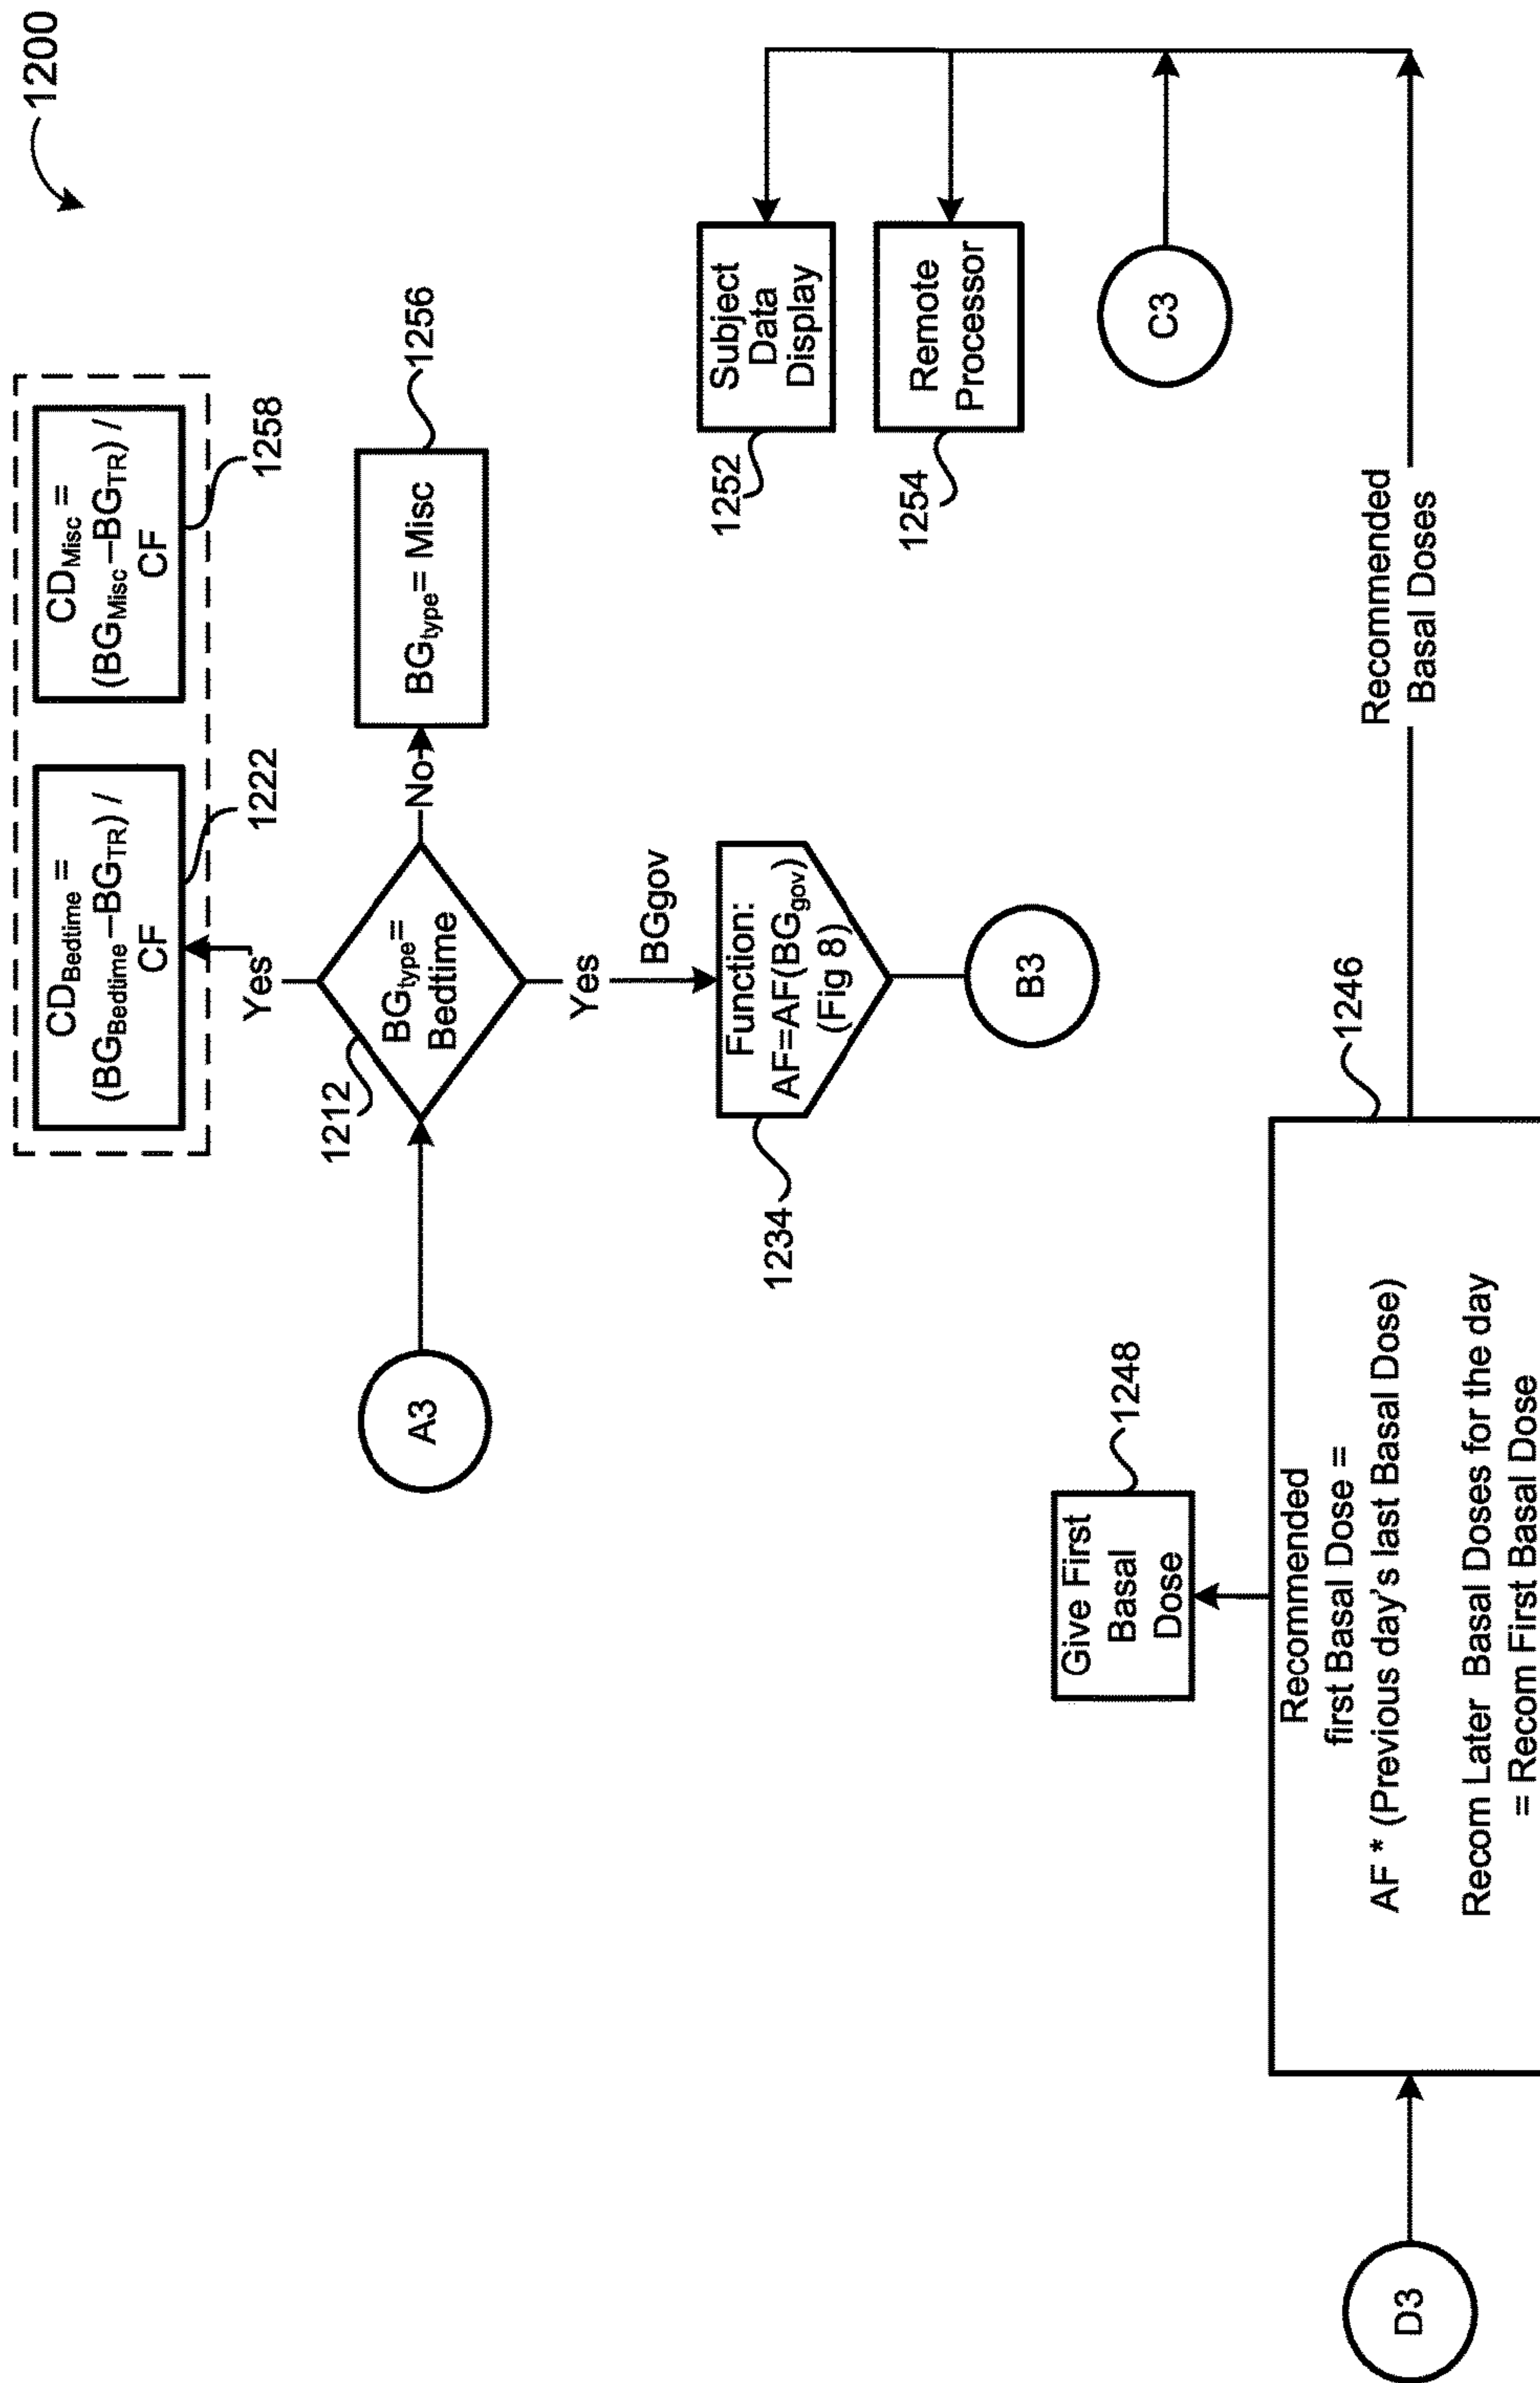 1200
CD_Bedtime =
(BG_Bedtime–BG_TR) /
CF
1222
CD_Misc =
(BG_Misc–BG_TR) /
CF
1258
Yes
A3
1212
BG_type=
Bedtime
No
BG_type= Misc
1256
Yes
BGgov
1234
Function:
AF=AF(BG_gov)
(Fig 8)
B3
1252
Subject
Data
Display
1254
Remote
Processor
C3
Give First
Basal
Dose
1248
D3
1246
Recommended
first Basal Dose =
AF * (Previous day's last Basal Dose)
Recom Later Basal Doses for the day
= Recom First Basal Dose
Recommended
Basal Doses